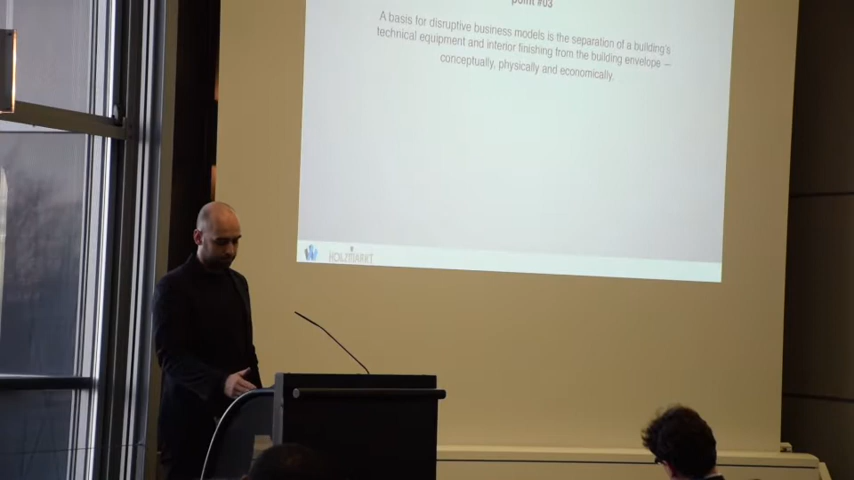 point #03
A basis for disruptive business models is the separation of a building's
technical equipment and interior finishing from the building envelope –
conceptually, physically and economically.
HOLZMARKT